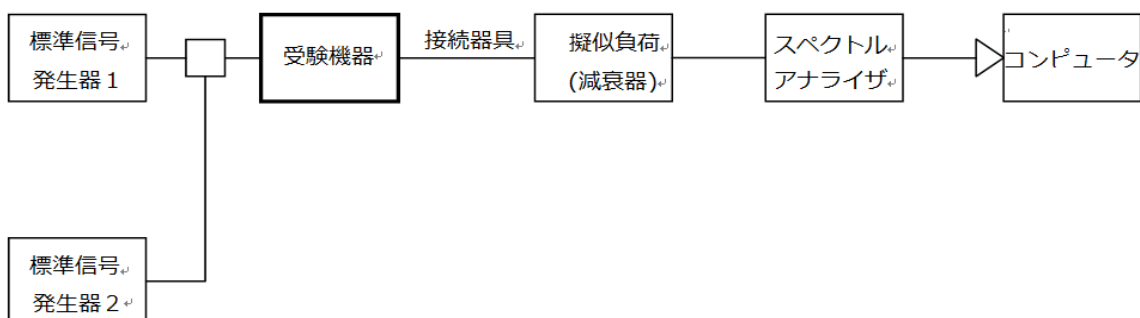 標準信号
発生器１
受験機器
接続器具
擬似負荷
(減衰器)
スペクトル
アナライザ
コンピュータ
標準信号
発生器２